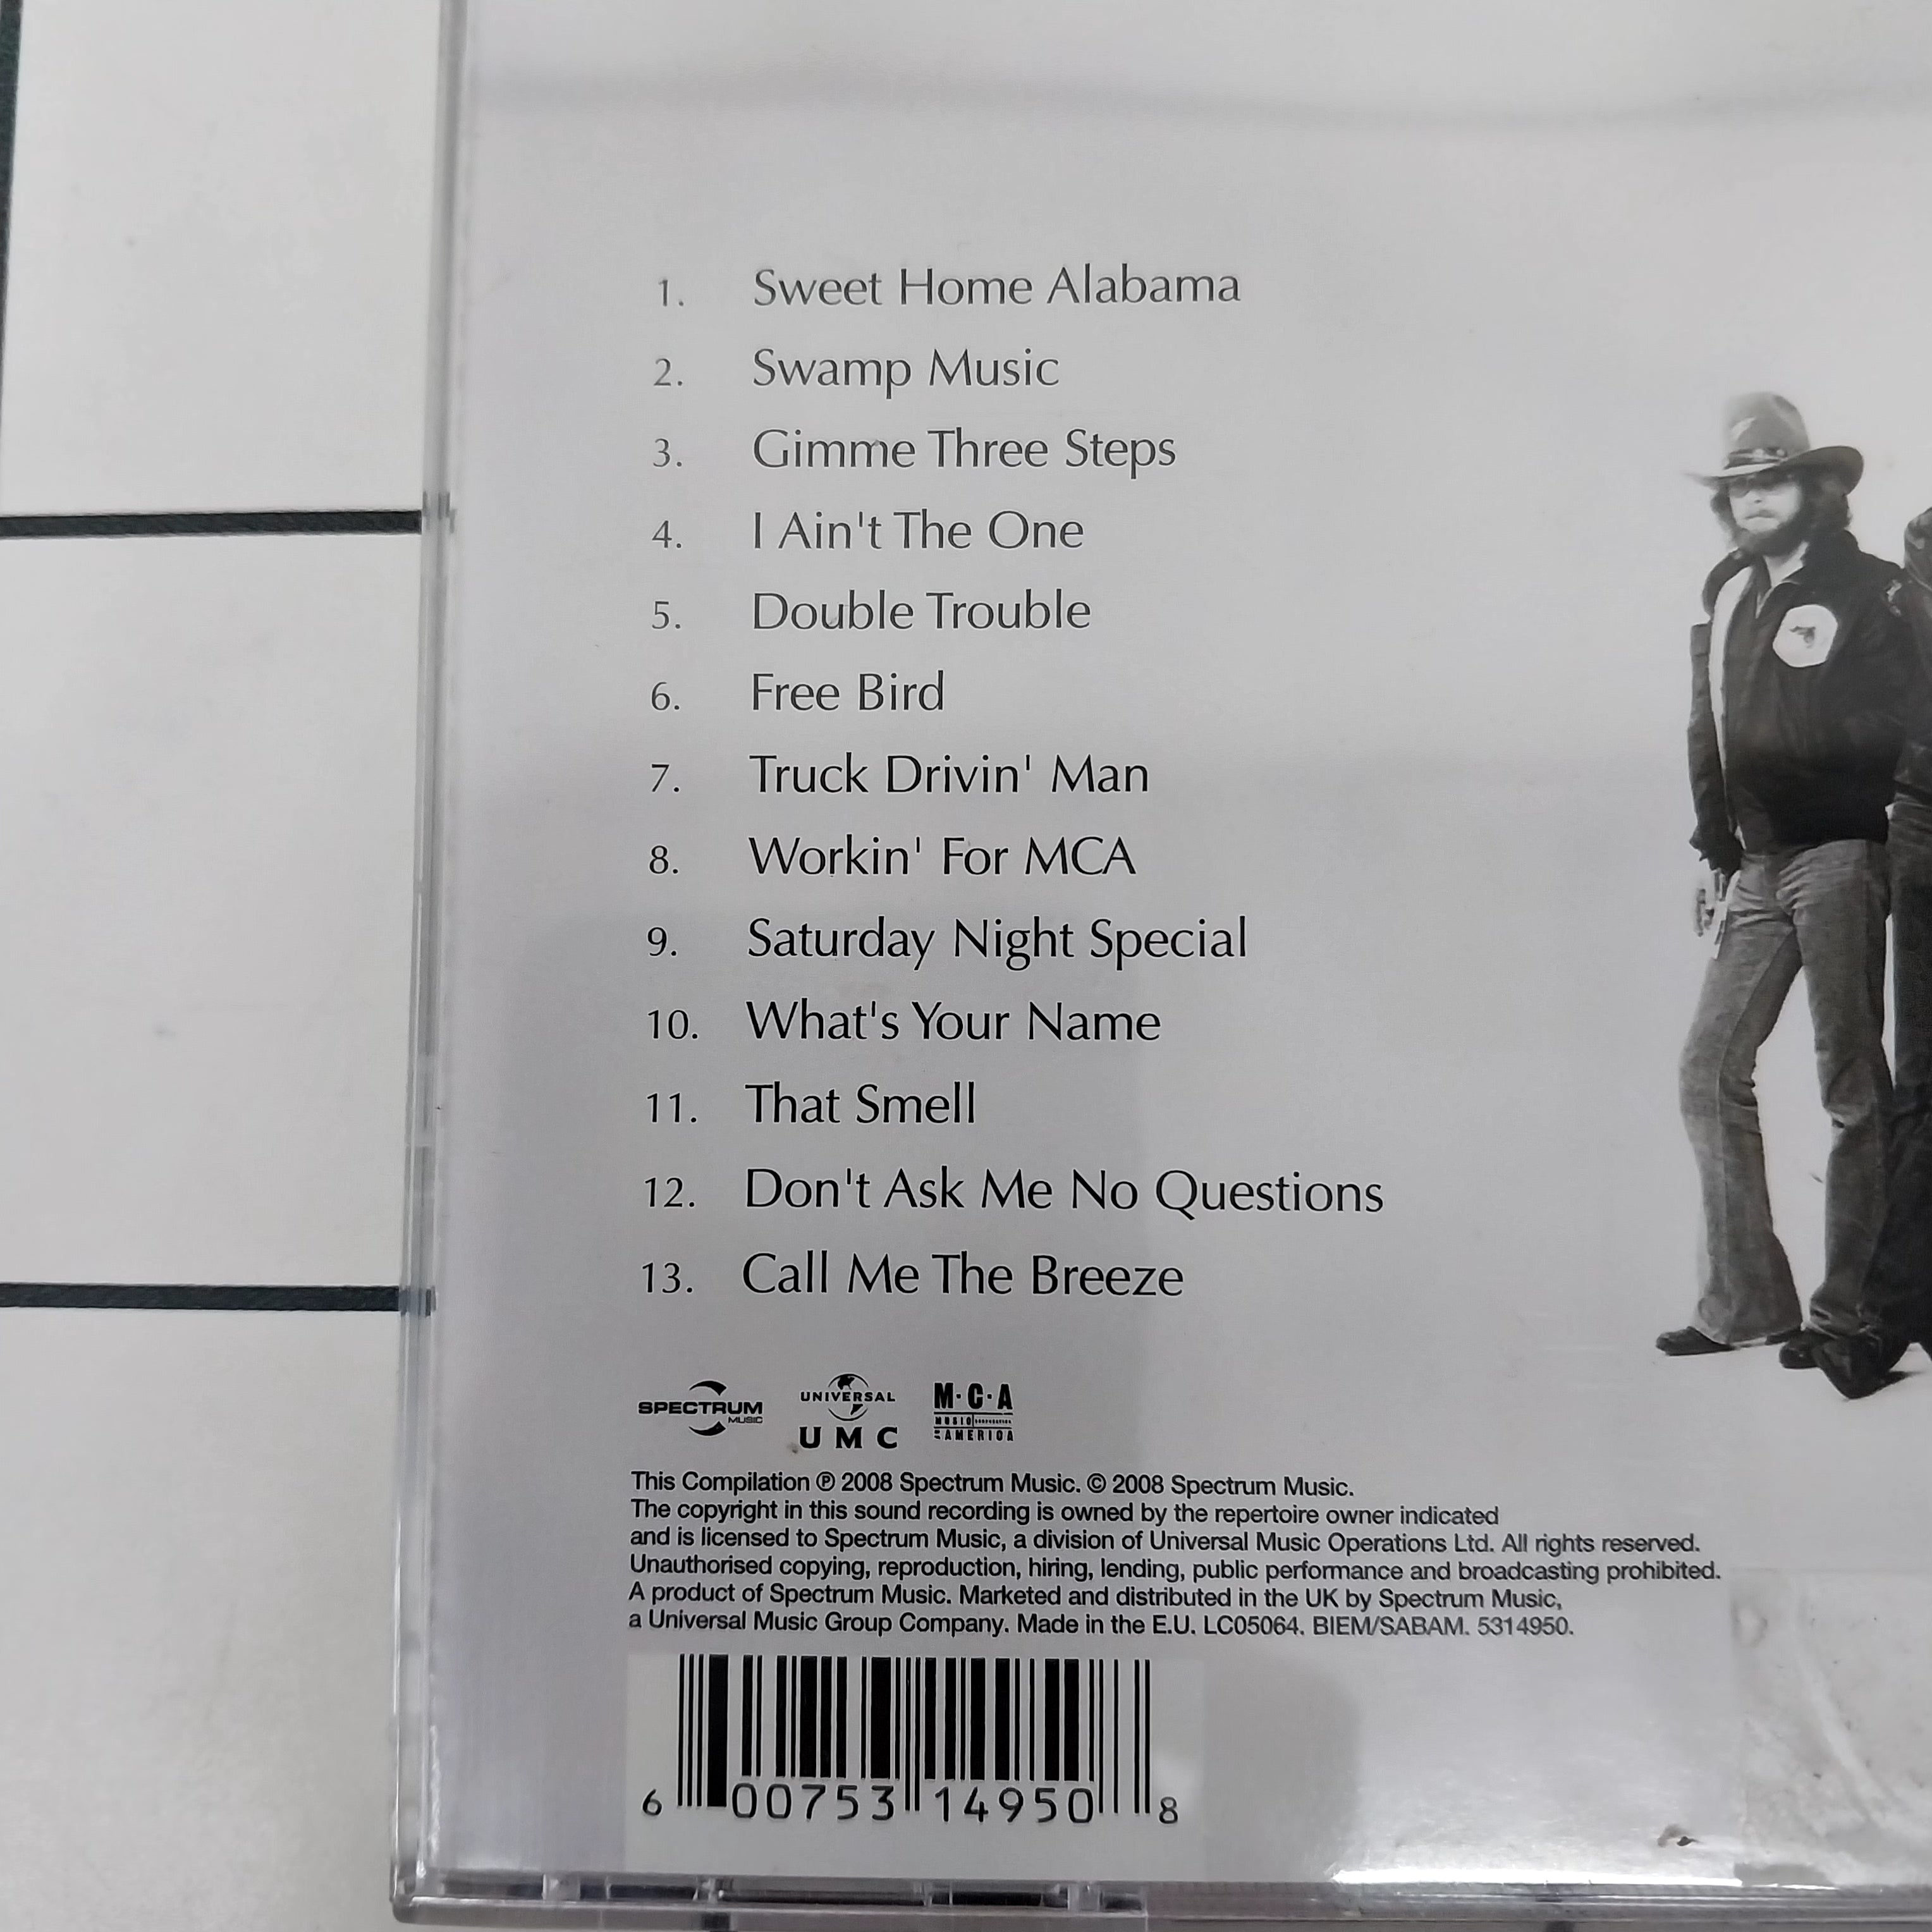 1. Sweet Home Alabama
2. Swamp Music
3. Gimme Three Steps
4. I Ain't The One
5. Double Trouble
6. Free Bird
7. Truck Drivin' Man
8. Workin' For MCA
9. Saturday Night Special
10. What's Your Name
11. That Smell
12. Don't Ask Me No Questions
13. Call Me The Breeze
SPECTRUM
MUSIC
UNIVERSAL
UMC
M·C·A
MUSIC
AMERICA
This Compilation ℗ 2008 Spectrum Music. © 2008 Spectrum Music.
The copyright in this sound recording is owned by the repertoire owner indicated
and is licensed to Spectrum Music, a division of Universal Music Operations Ltd. All rights reserved.
Unauthorised copying, reproduction, hiring, lending, public performance and broadcasting prohibited.
A product of Spectrum Music. Marketed and distributed in the UK by Spectrum Music,
a Universal Music Group Company. Made in the E.U. LC05064. BIEM/SABAM. 5314950.
6 00753 14950 8